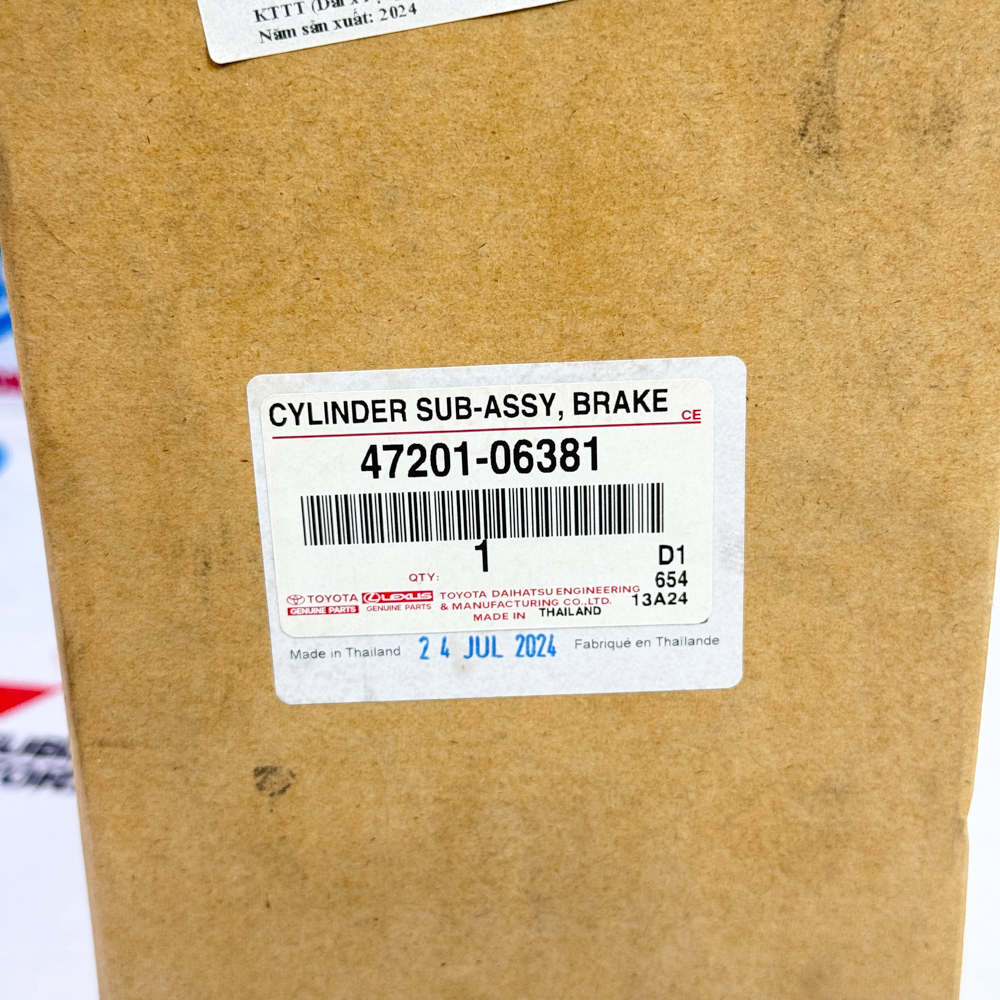 KTTT (Dài x
Năm sản xuất: 2024
CYLINDER SUB-ASSY, BRAKE CE
47201-06381
1
D1
QTY:
654
TOYOTA LEXUS TOYOTA DAIHATSU ENGINEERING
GENUINE PARTS GENUINE PARTS & MANUFACTURING CO.,LTD. 13A24
MADE IN THAILAND
Made in Thailand 24 JUL 2024 Fabriqué en Thaïlande